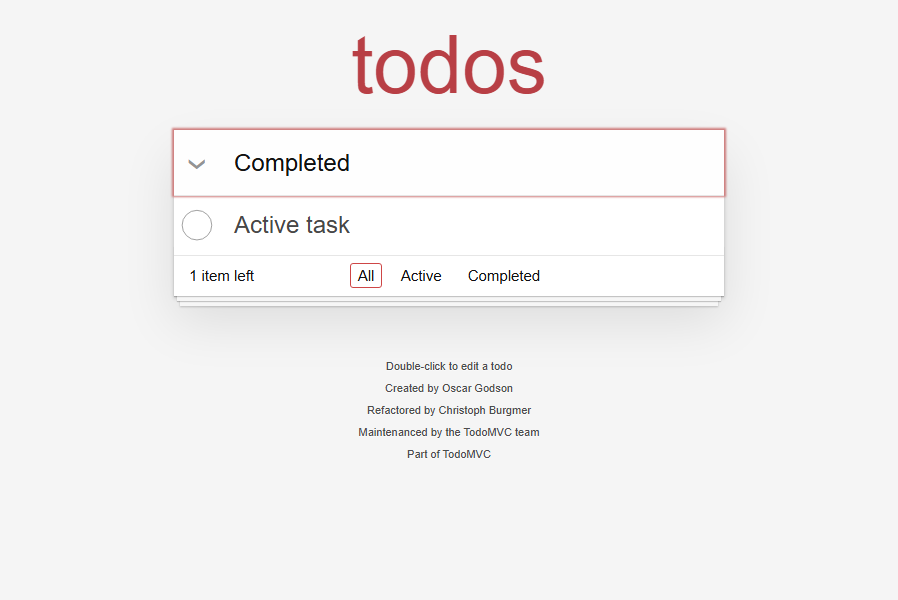 todos
Completed
Active task
1 item left All Active Completed
Double-click to edit a todo
Created by Oscar Godson
Refactored by Christoph Burgmer
Maintenanced by the TodoMVC team
Part of TodoMVC